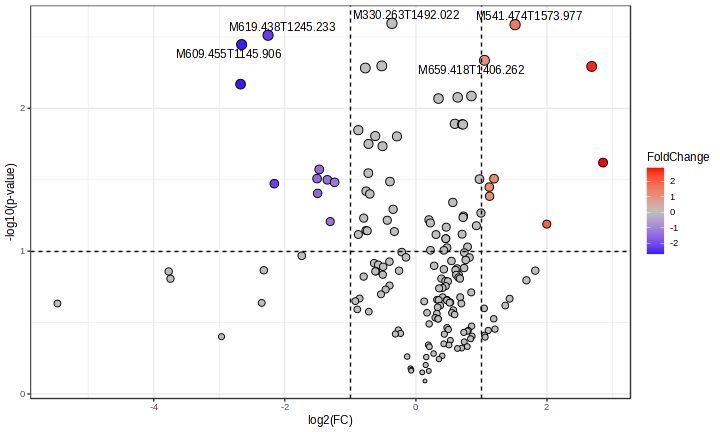 M330.263T1492.022
M541.474T1573.977
M619.438T1245.233
M609.455T1145.906
M659.418T1406.262
-log10(p-value)
2
1
0
-4
-2
0
2
log2(FC)
FoldChange
2
1
0
-1
-2